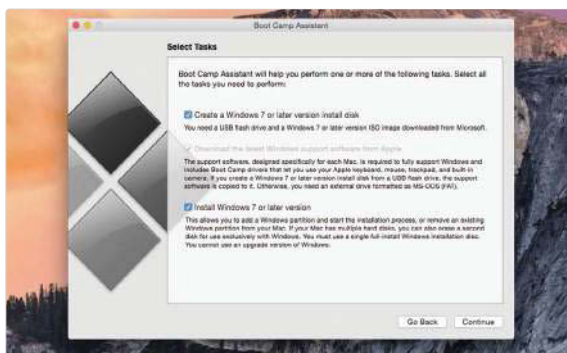 Boot Camp Assistant
Select Tasks
Boot Camp Assistant will help you perform one or more of the following tasks. Select all
the tasks you need to perform:
Create a Windows 7 or later version install disk
You need a USB flash drive and a Windows 7 or later version ISO image downloaded from Microsoft.
Download the latest Windows support software from Apple
The support software, designed specifically for each Mac, is required to fully support Windows and
includes Boot Camp drivers that let you use your Apple keyboard, mouse, trackpad, and built-in
camera. If you create a Windows 7 or later version install disk from a USB flash drive, the support
software is copied to it. Otherwise, you need an external drive formatted as MS-DOS (FAT).
Install Windows 7 or later version
This allows you to add a Windows partition and start the installation process, or remove an existing
Windows partition from your Mac. If your Mac has multiple hard disks, you can also erase a second
disk for use exclusively with Windows. You must use a single full-install Windows installation disc.
You cannot use an upgrade version of Windows.
Go Back
Continue